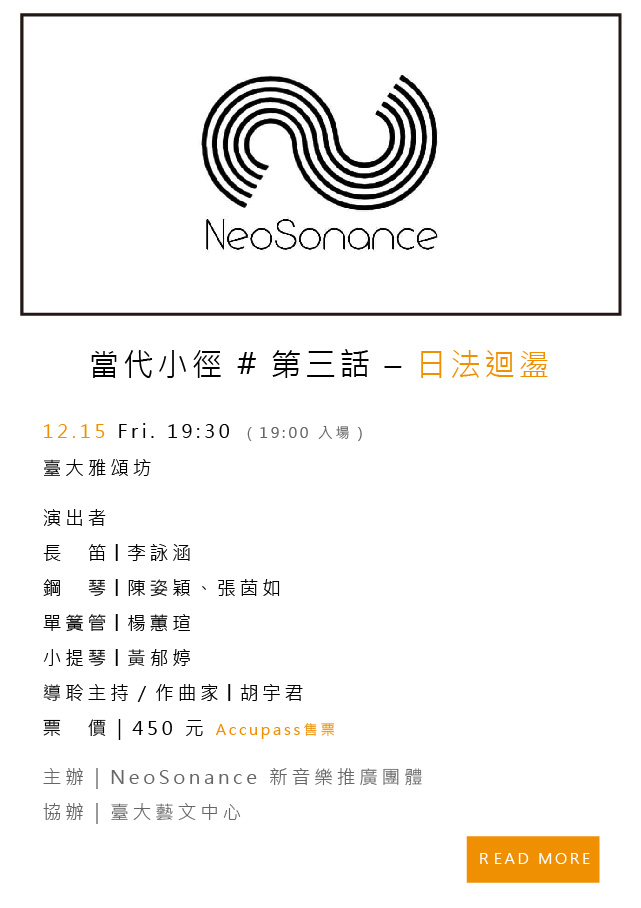 NeoSonance
當代小徑 # 第三話 – 日法迴盪
12.15 Fri. 19:30 （19:00 入場）
臺大雅頌坊
演出者
長　笛 | 李詠涵
鋼　琴 | 陳姿穎、張茵如
單簧管 | 楊蕙瑄
小提琴 | 黃郁婷
導聆主持 / 作曲家 | 胡宇君
票　價｜450 元 Accupass售票
主辦｜NeoSonance 新音樂推廣團體
協辦｜臺大藝文中心
READ MORE